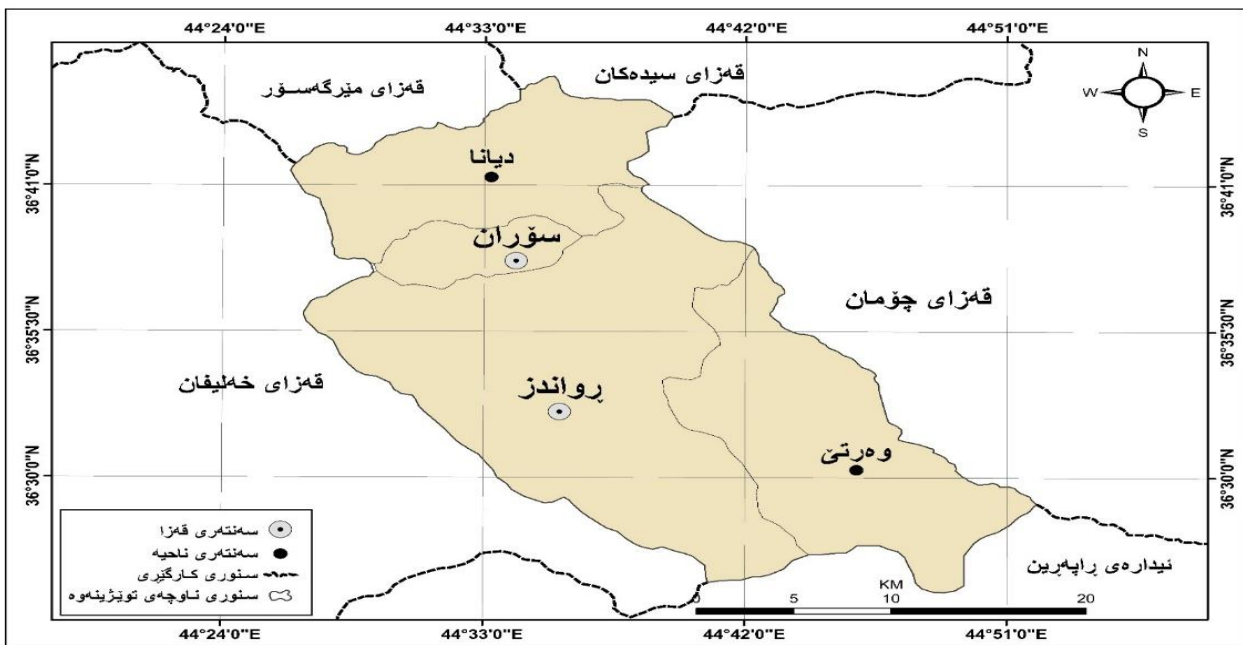 44°24'0"E 44°33'0"E 44°42'0"E 44°51'0"E
قەزای سیدەکان
قەزای مێرگەسۆر
N
W E
S
دیانا
36°41'0"N 36°41'0"N
سۆران
قەزای چۆمان
36°35'30"N 36°35'30"N
قەزای خەلیفان
ڕواندز
وەرتێ
36°30'0"N 36°30'0"N
سەنتەری قەزا
سەنتەری ناحیە
سنوری کارگێری
سنوری ناوچەی توێژینەوە
ئیدارەی ڕاپەڕین
KM
0 5 10 20
44°24'0"E 44°33'0"E 44°42'0"E 44°51'0"E